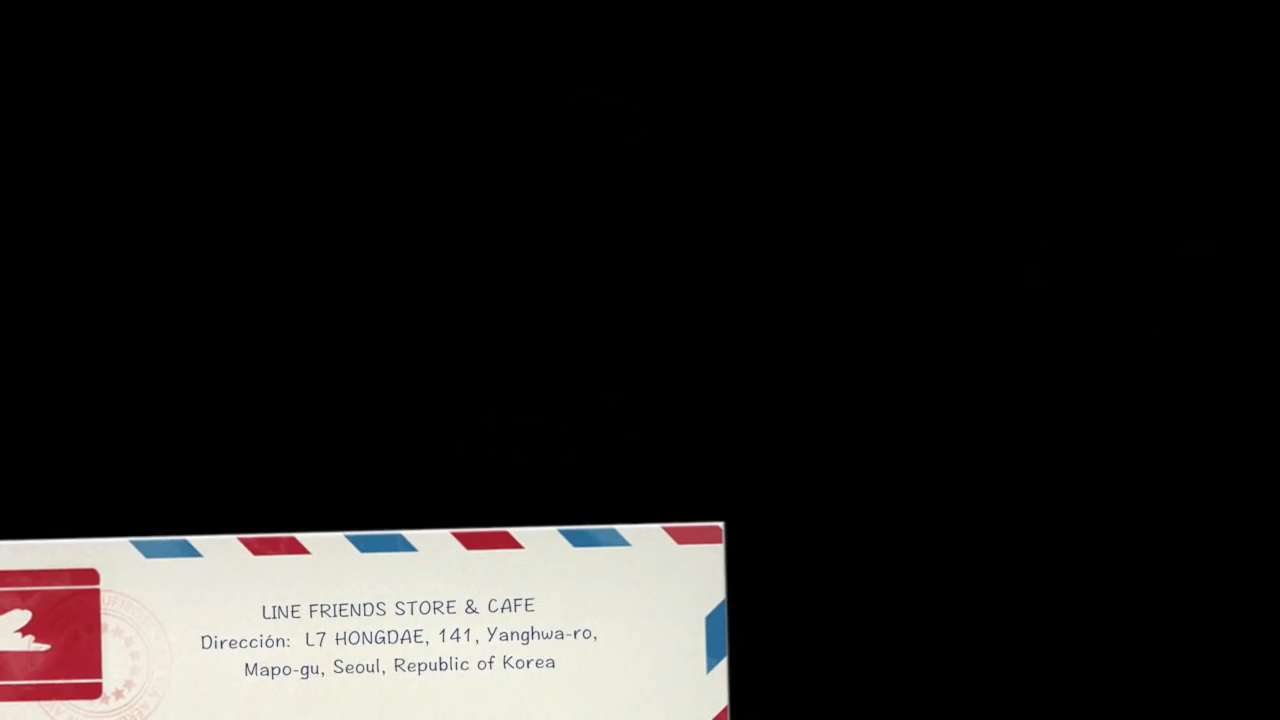 LINE FRIENDS STORE & CAFE
Dirección: L7 HONGDAE, 141, Yanghwa-ro,
Mapo-gu, Seoul, Republic of Korea